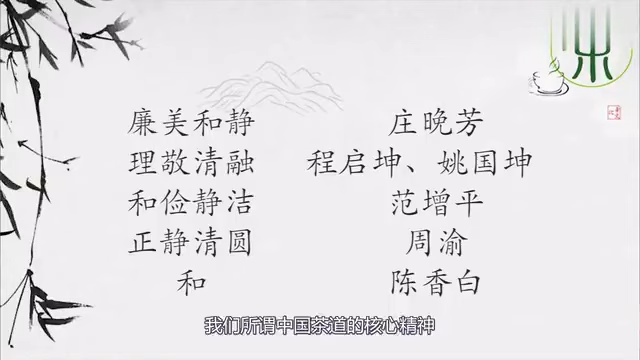 廉美和静 庄晚芳
理敬清融 程启坤、姚国坤
和俭静洁 范增平
正静清圆 周渝
和 陈香白
我们所谓中国茶道的核心精神